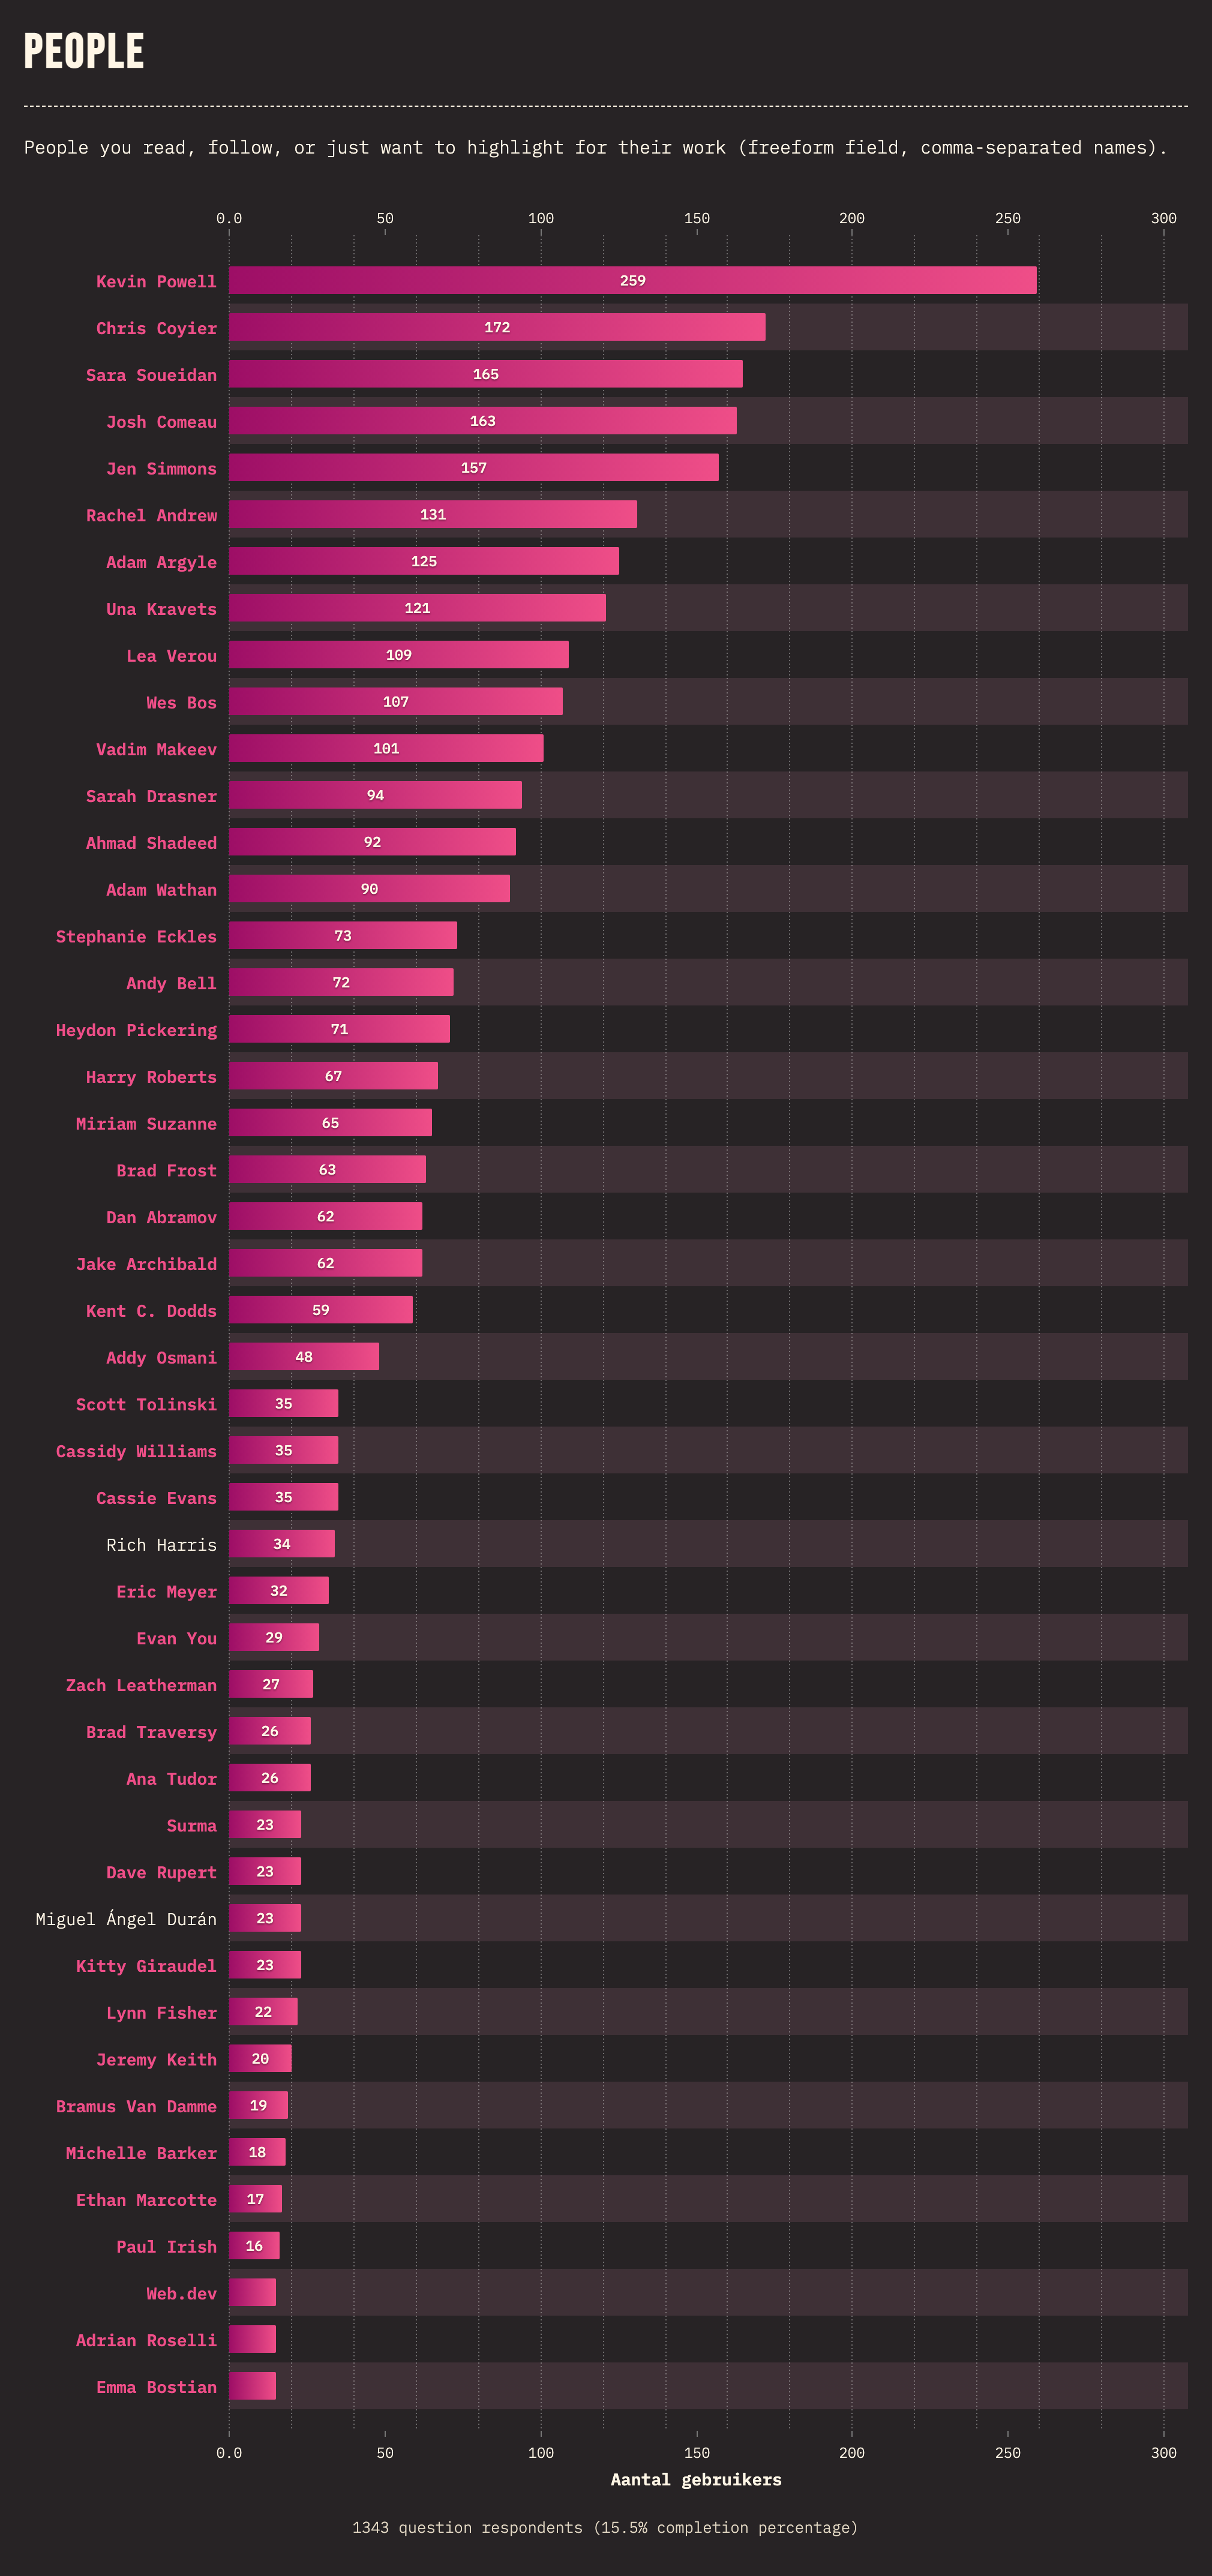 PEOPLE
People you read, follow, or just want to highlight for their work (freeform field, comma-separated names).
0.0 50 100 150 200 250 300
Kevin Powell 259
Chris Coyier 172
Sara Soueidan 165
Josh Comeau 163
Jen Simmons 157
Rachel Andrew 131
Adam Argyle 125
Una Kravets 121
Lea Verou 109
Wes Bos 107
Vadim Makeev 101
Sarah Drasner 94
Ahmad Shadeed 92
Adam Wathan 90
Stephanie Eckles 73
Andy Bell 72
Heydon Pickering 71
Harry Roberts 67
Miriam Suzanne 65
Brad Frost 63
Dan Abramov 62
Jake Archibald 62
Kent C. Dodds 59
Addy Osmani 48
Scott Tolinski 35
Cassidy Williams 35
Cassie Evans 35
Rich Harris 34
Eric Meyer 32
Evan You 29
Zach Leatherman 27
Brad Traversy 26
Ana Tudor 26
Surma 23
Dave Rupert 23
Miguel Ángel Durán 23
Kitty Giraudel 23
Lynn Fisher 22
Jeremy Keith 20
Bramus Van Damme 19
Michelle Barker 18
Ethan Marcotte 17
Paul Irish 16
Web.dev
Adrian Roselli
Emma Bostian
0.0 50 100 150 200 250 300
Aantal gebruikers
1343 question respondents (15.5% completion percentage)